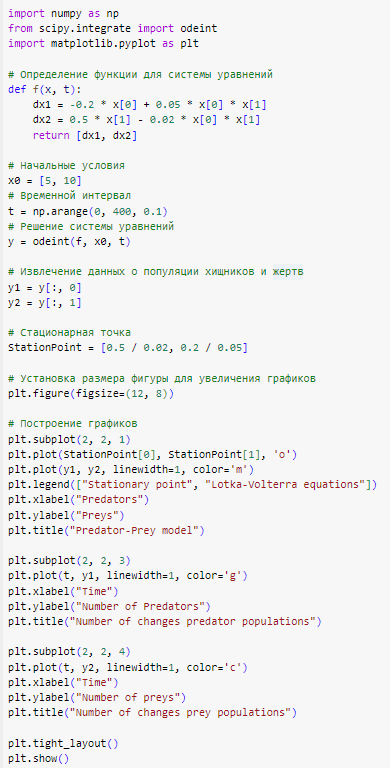 import numpy as np
from scipy.integrate import odeint
import matplotlib.pyplot as plt

# Определение функции для системы уравнений
def f(x, t):
    dx1 = -0.2 * x[0] + 0.05 * x[0] * x[1]
    dx2 = 0.5 * x[1] - 0.02 * x[0] * x[1]
    return [dx1, dx2]

# Начальные условия
x0 = [5, 10]
# Временной интервал
t = np.arange(0, 400, 0.1)
# Решение системы уравнений
y = odeint(f, x0, t)

# Извлечение данных о популяции хищников и жертв
y1 = y[:, 0]
y2 = y[:, 1]

# Стационарная точка
StationPoint = [0.5 / 0.02, 0.2 / 0.05]

# Установка размера фигуры для увеличения графиков
plt.figure(figsize=(12, 8))

# Построение графиков
plt.subplot(2, 2, 1)
plt.plot(StationPoint[0], StationPoint[1], 'o')
plt.plot(y1, y2, linewidth=1, color='m')
plt.legend(["Stationary point", "Lotka-Volterra equations"])
plt.xlabel("Predators")
plt.ylabel("Preys")
plt.title("Predator-Prey model")

plt.subplot(2, 2, 3)
plt.plot(t, y1, linewidth=1, color='g')
plt.xlabel("Time")
plt.ylabel("Number of Predators")
plt.title("Number of changes predator populations")

plt.subplot(2, 2, 4)
plt.plot(t, y2, linewidth=1, color='c')
plt.xlabel("Time")
plt.ylabel("Number of preys")
plt.title("Number of changes prey populations")

plt.tight_layout()
plt.show()